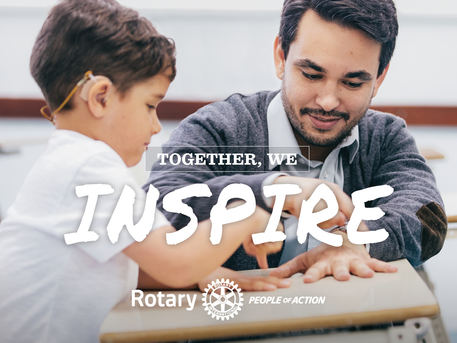 TOGETHER, WE
INSPIRE
Rotary PEOPLE OF ACTION